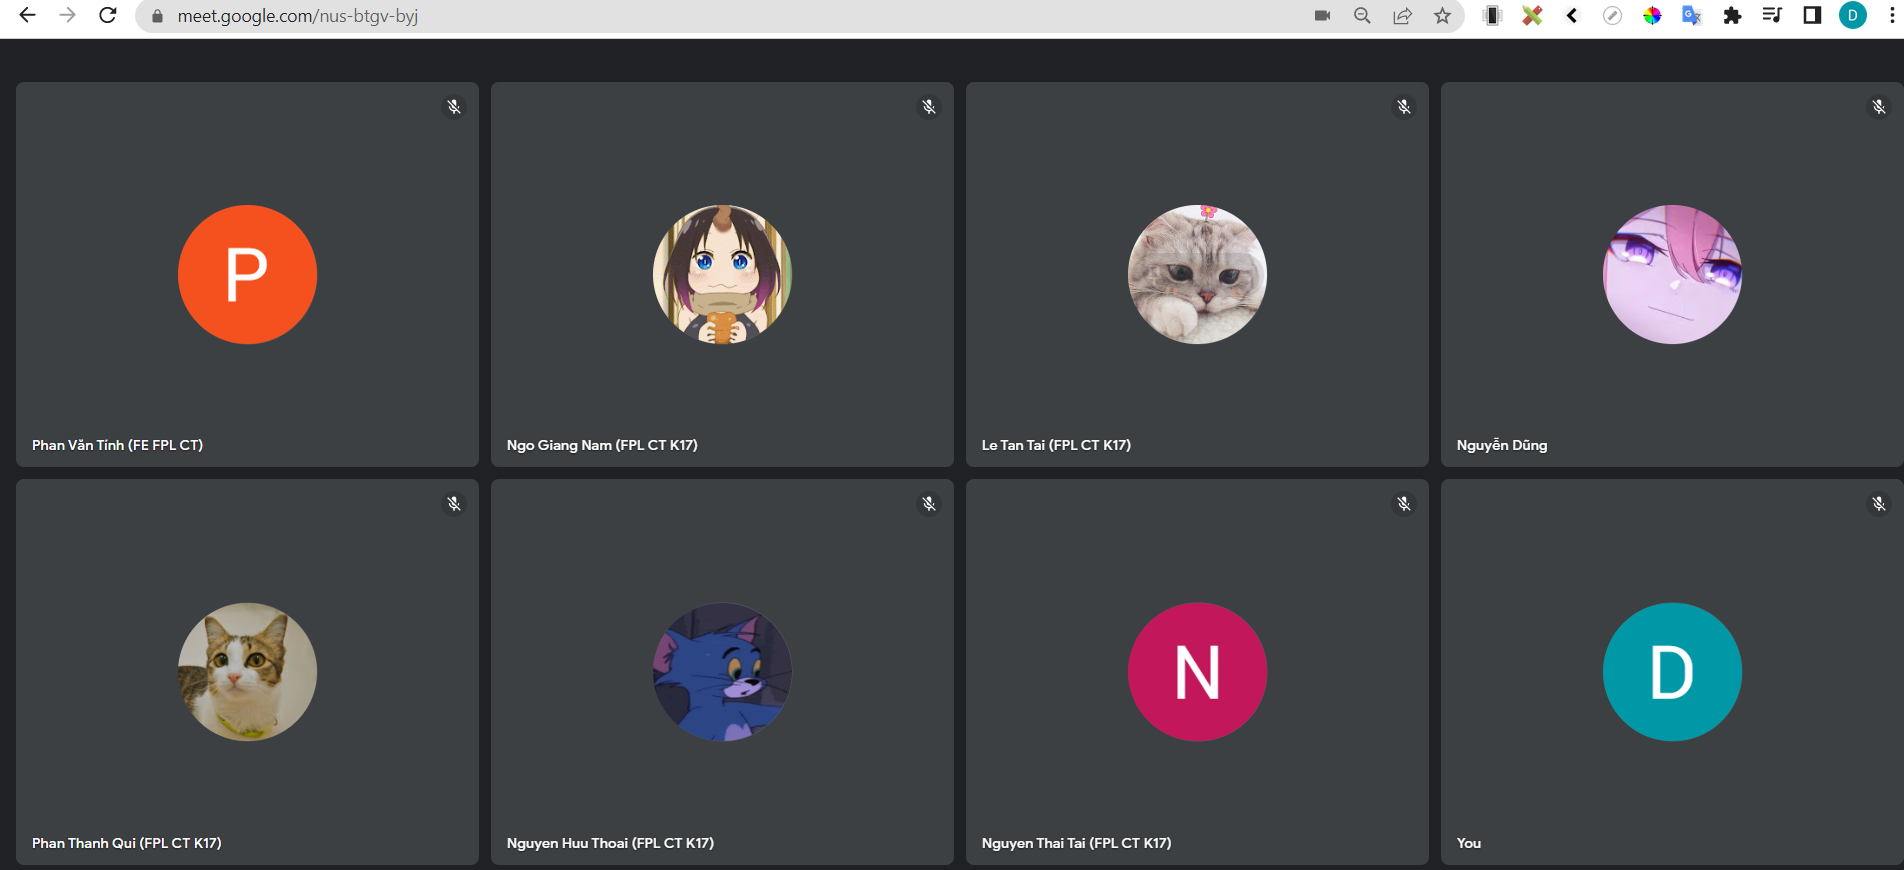 meet.google.com/nus-btgv-byj
D
P
Phan Văn Tính (FE FPL CT)
Ngo Giang Nam (FPL CT K17)
Le Tan Tai (FPL CT K17)
Nguyễn Dũng
N
D
Phan Thanh Qui (FPL CT K17)
Nguyen Huu Thoai (FPL CT K17)
Nguyen Thai Tai (FPL CT K17)
You